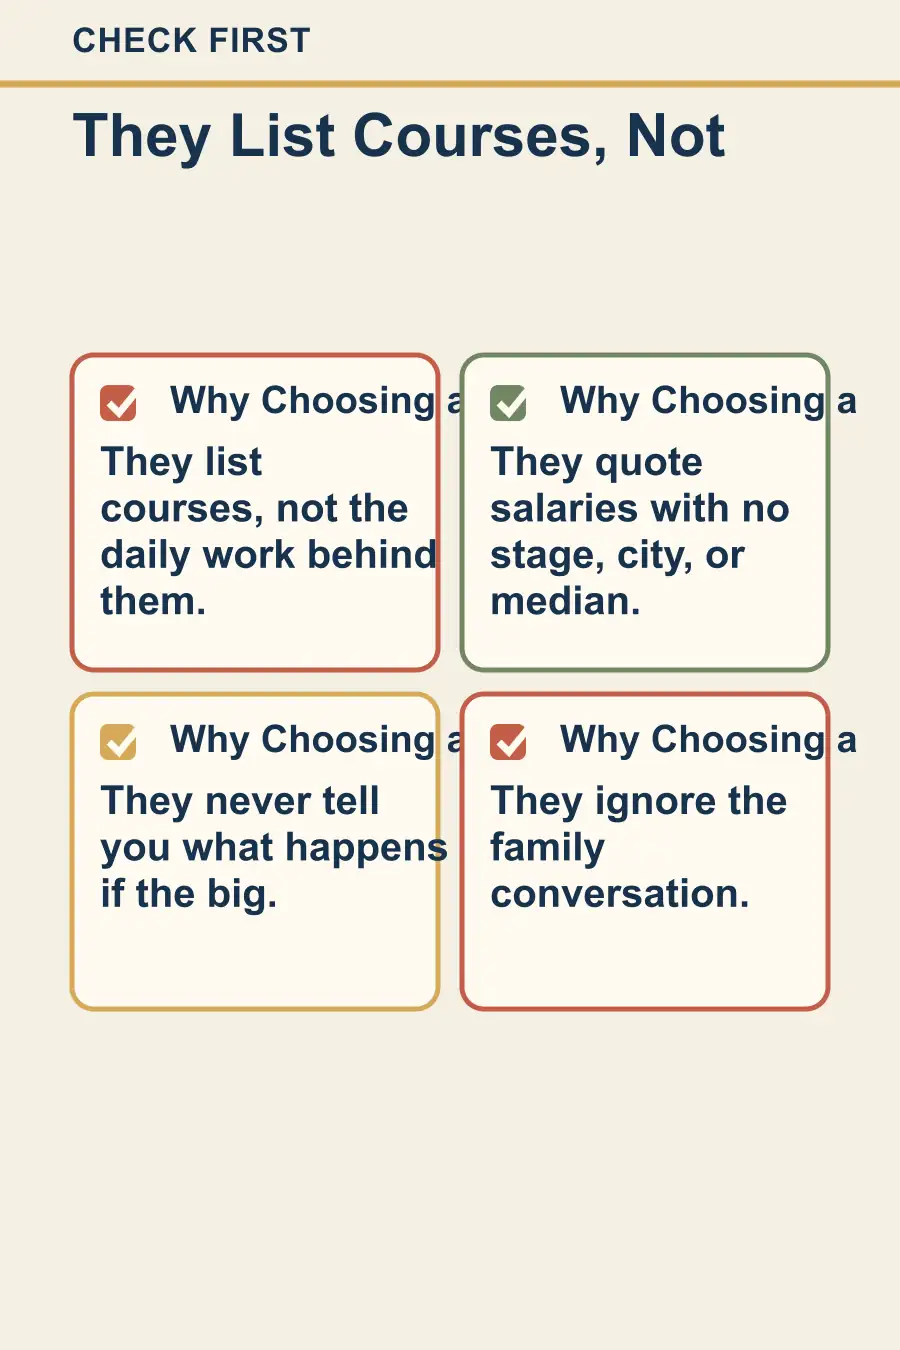 CHECK FIRST
They List Courses, Not
Why Choosing a
They list
courses, not the
daily work behind
them.
Why Choosing a
They quote
salaries with no
stage, city, or
median.
Why Choosing a
They never tell
you what happens
if the big.
Why Choosing a
They ignore the
family
conversation.